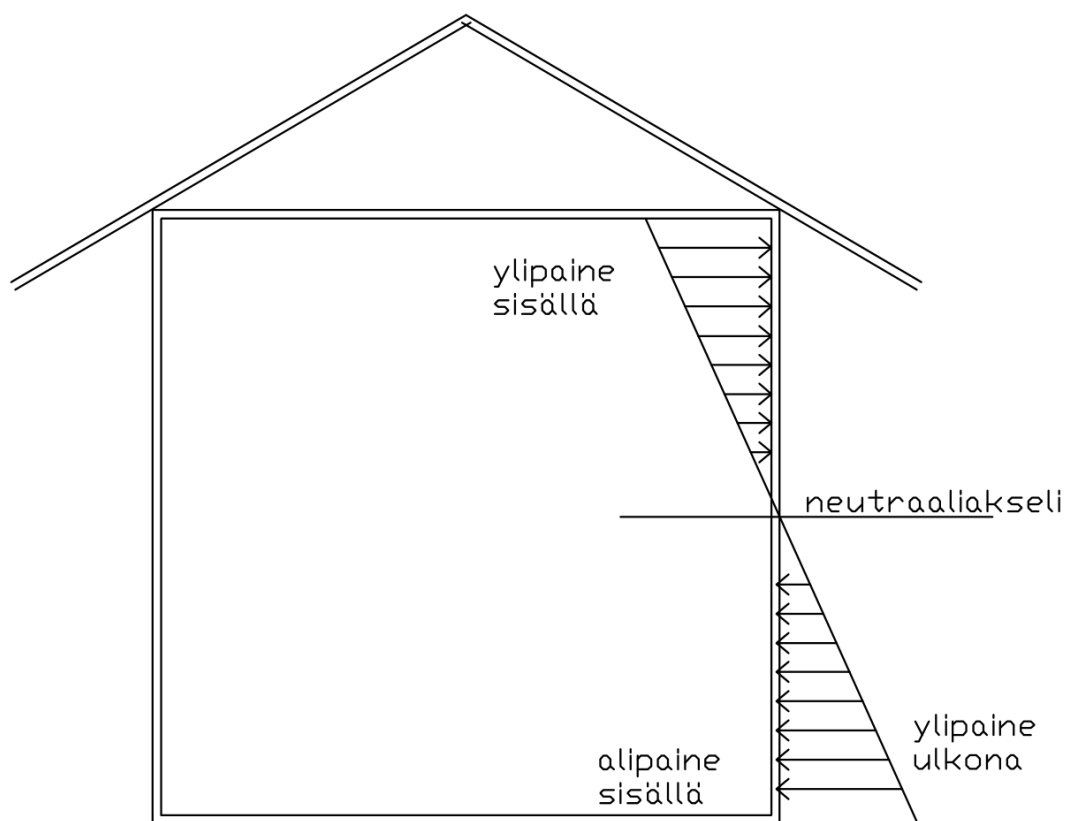 ylipaine
sisällä
neutraaliakseli
ylipaine
ulkona
alipaine
sisällä